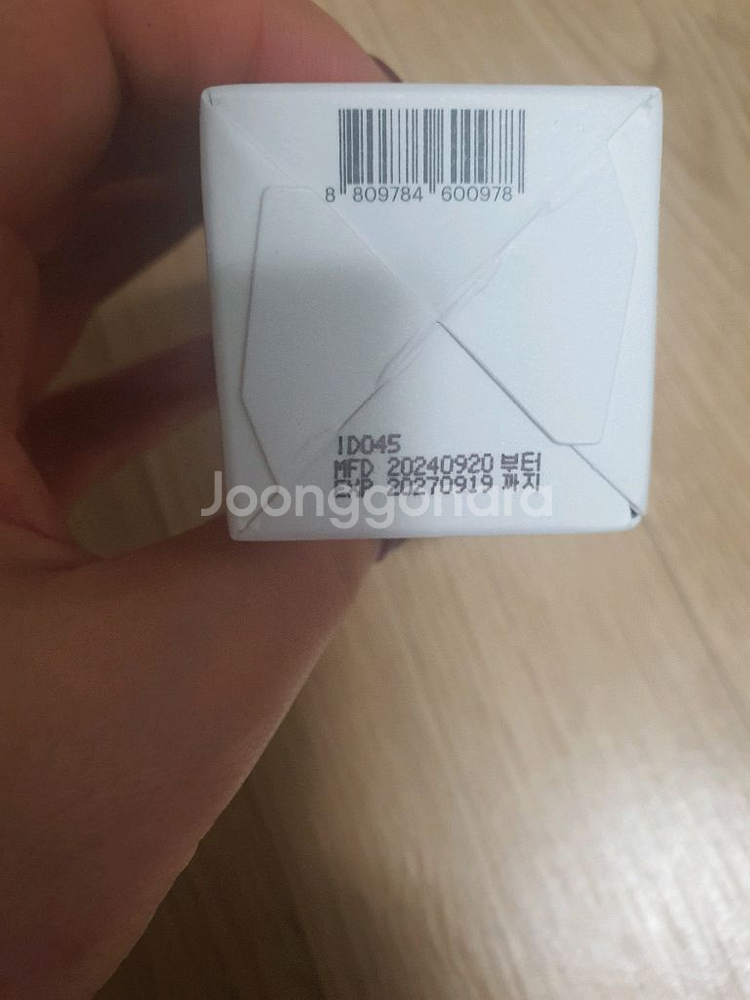 8 809784 600978
ID045
MFD 20240920 부터
EXP 20270919 까지
Joonggonara